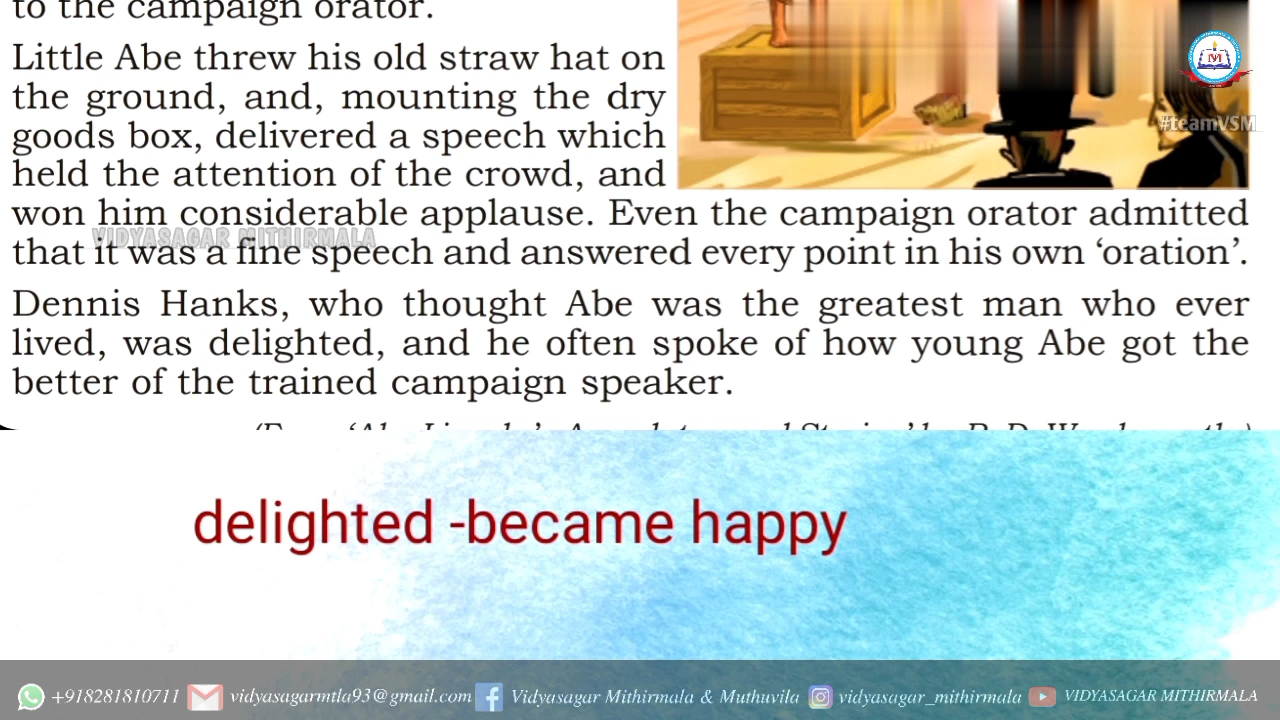 to the campaign orator.
Little Abe threw his old straw hat on
the ground, and, mounting the dry
goods box, delivered a speech which
held the attention of the crowd, and
won him considerable applause. Even the campaign orator admitted
that it was a fine speech and answered every point in his own ‘oration’.
Dennis Hanks, who thought Abe was the greatest man who ever
lived, was delighted, and he often spoke of how young Abe got the
better of the trained campaign speaker.
#teamVSM
VIDYASAGAR MITHIRMALA
delighted -became happy
+918281810711 vidyasagarmtla93@gmail.com Vidyasagar Mithirmala & Muthuvila vidyasagar_mithirmala VIDYASAGAR MITHIRMALA